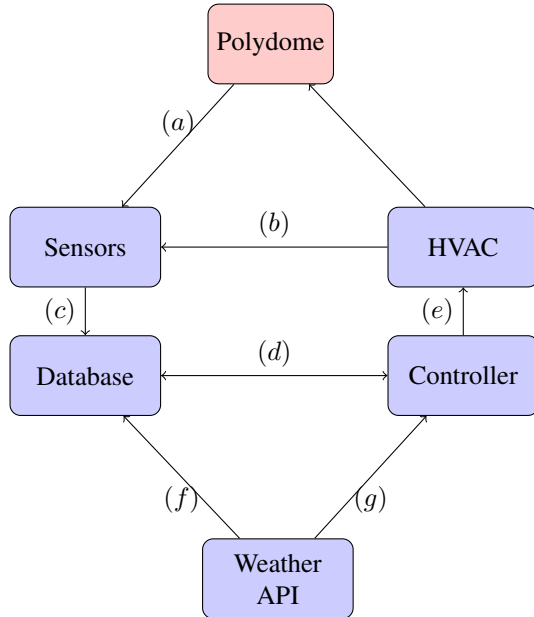 Polydome
(a)
(b)
Sensors
HVAC
(c)
(e)
(d)
Database
Controller
(f)
(g)
Weather
API